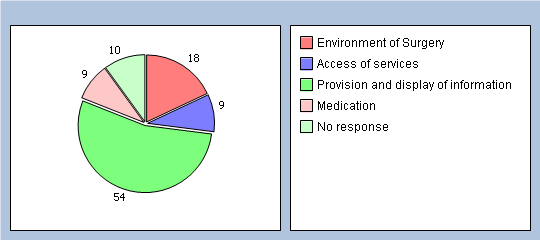 10
18
9
9
54
Environment of Surgery
Access of services
Provision and display of information
Medication
No response